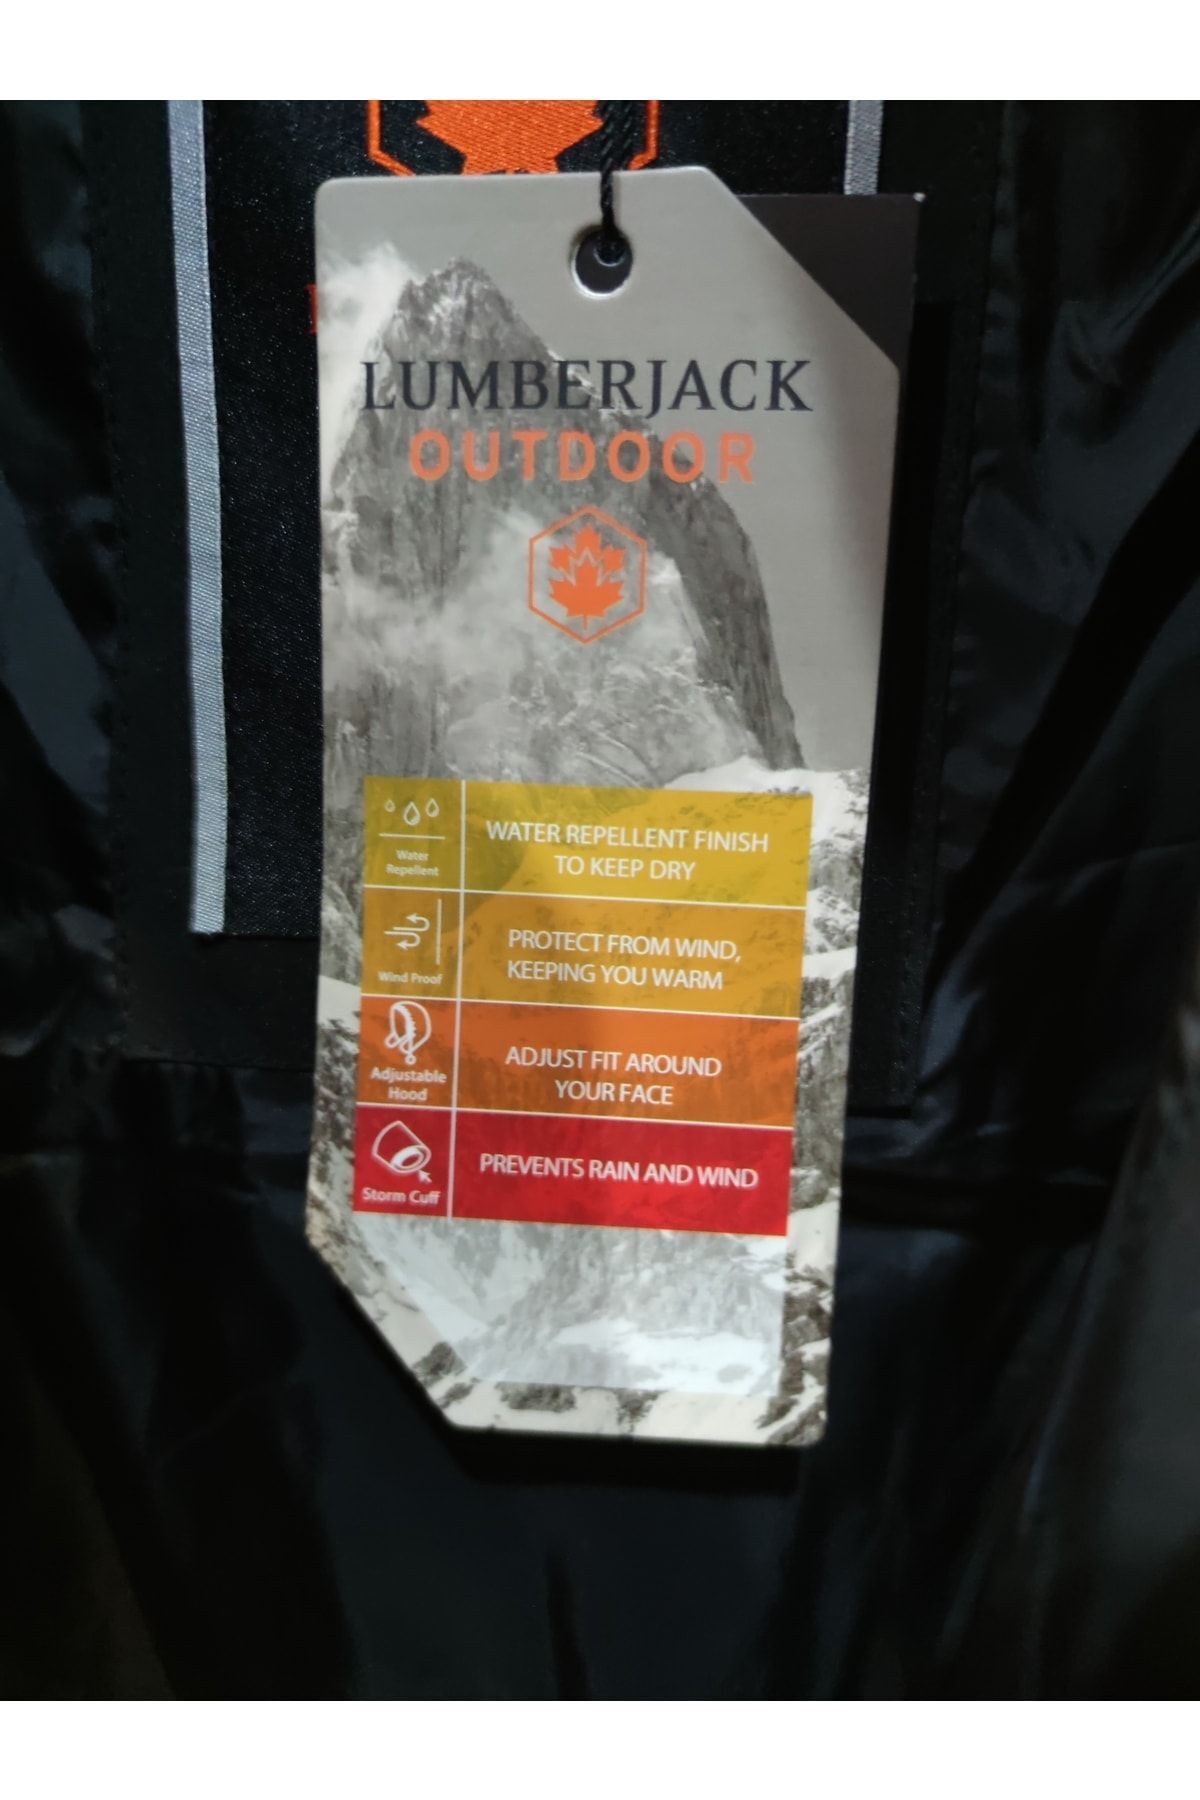 LUMBERJACK
OUTDOOR
Water
Repellent
WATER REPELLENT FINISH
TO KEEP DRY
Wind Proof
PROTECT FROM WIND,
KEEPING YOU WARM
Adjustable
Hood
ADJUST FIT AROUND
YOUR FACE
Storm Cuff
PREVENTS RAIN AND WIND